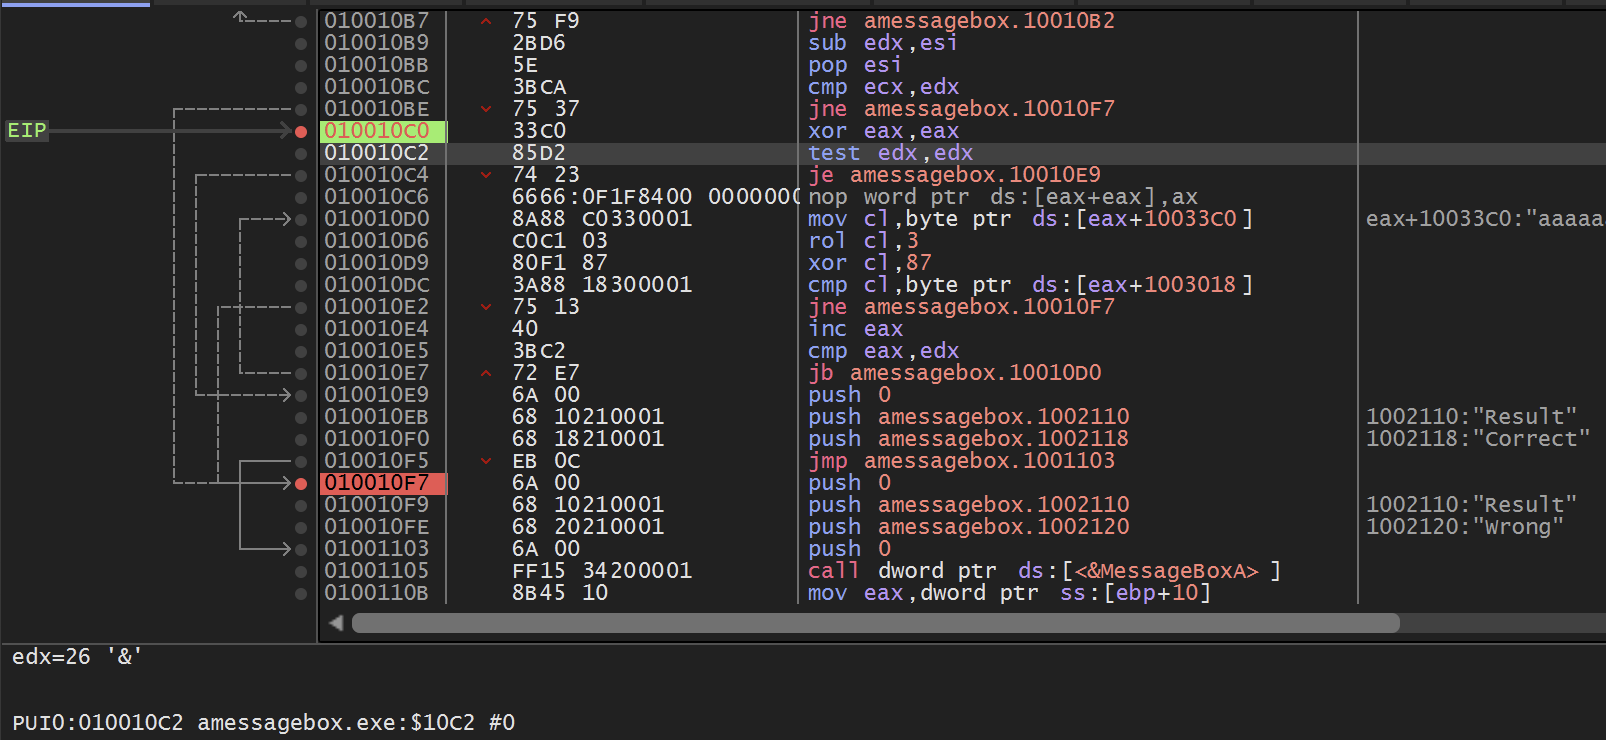 010010B7 75 F9 jne amessagebox.10010B2
010010B9 2BD6 sub edx,esi
010010BB 5E pop esi
010010BC 3BCA cmp ecx,edx
010010BE 75 37 jne amessagebox.10010F7
EIP 010010C0 33C0 xor eax,eax
010010C2 85D2 test edx,edx
010010C4 74 23 je amessagebox.10010E9
010010C6 6666:0F1F8400 0000000 nop word ptr ds:[eax+eax],ax
010010D0 8A88 C0330001 mov cl,byte ptr ds:[eax+10033C0] eax+10033C0:"aaaaaa
010010D6 C0C1 03 rol cl,3
010010D9 80F1 87 xor cl,87
010010DC 3A88 18300001 cmp cl,byte ptr ds:[eax+1003018]
010010E2 75 13 jne amessagebox.10010F7
010010E4 40 inc eax
010010E5 3BC2 cmp eax,edx
010010E7 72 E7 jb amessagebox.10010D0
010010E9 6A 00 push 0
010010EB 68 10210001 push amessagebox.1002110 1002110:"Result"
010010F0 68 18210001 push amessagebox.1002118 1002118:"Correct"
010010F5 EB 0C jmp amessagebox.1001103
010010F7 6A 00 push 0
010010F9 68 10210001 push amessagebox.1002110 1002110:"Result"
010010FE 68 20210001 push amessagebox.1002120 1002120:"Wrong"
01001103 6A 00 push 0
01001105 FF15 34200001 call dword ptr ds:[<&MessageBoxA>]
0100110B 8B45 10 mov eax,dword ptr ss:[ebp+10]
edx=26 '&'
PUI0:010010C2 amessagebox.exe:$10C2 #0